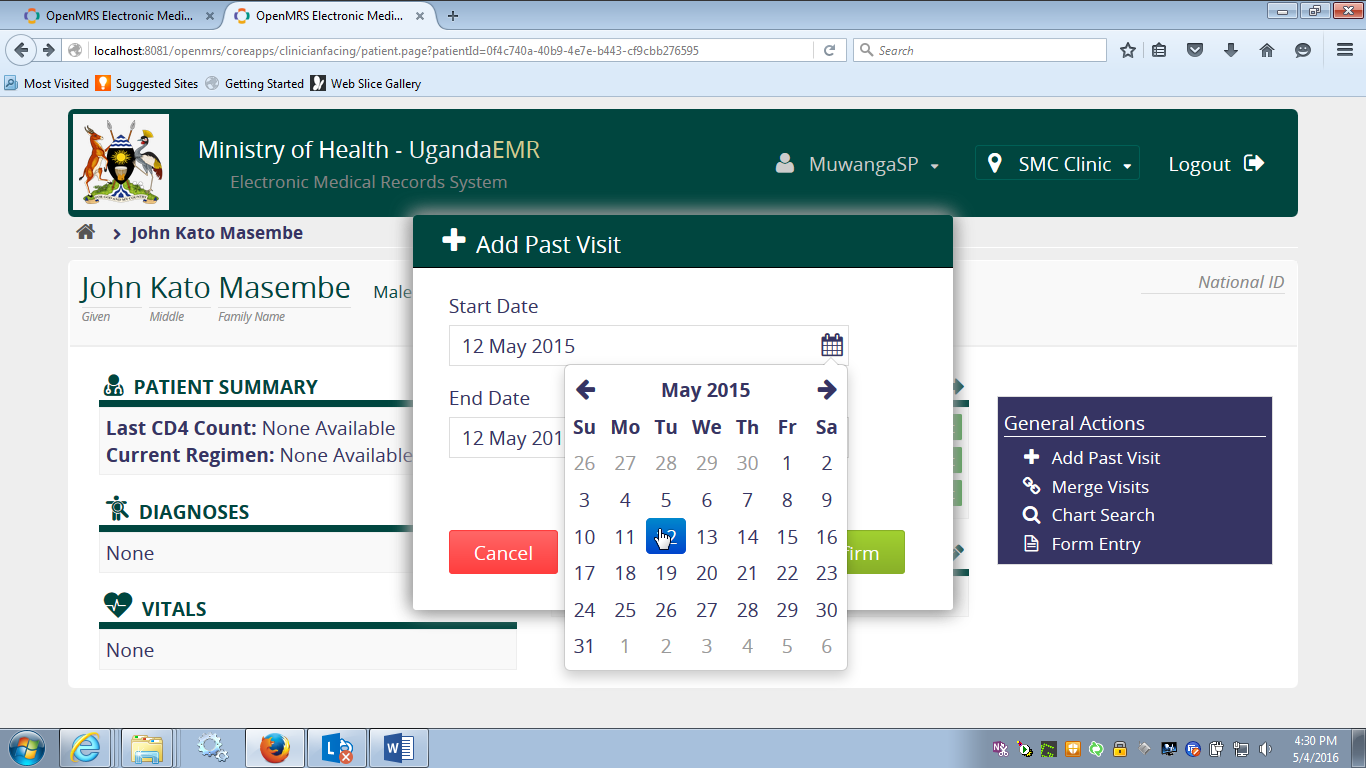 OpenMRS Electronic Medi...
OpenMRS Electronic Medi...
localhost:8081/openmrs/coreapps/clinicianfacing/patient.page?patientId=0f4c740a-40b9-4e7e-b443-cf9cbb276595
Search
Most Visited Suggested Sites Getting Started Web Slice Gallery
Ministry of Health - UgandaEMR
Electronic Medical Records System
MuwangaSP
SMC Clinic
Logout
John Kato Masembe
John Kato Masembe Male
Given Middle Family Name
National ID
Add Past Visit
Start Date
12 May 2015
End Date
12 May 201
May 2015
Su Mo Tu We Th Fr Sa
26 27 28 29 30 1 2
3 4 5 6 7 8 9
10 11 12 13 14 15 16
17 18 19 20 21 22 23
24 25 26 27 28 29 30
31 1 2 3 4 5 6
Cancel
firm
PATIENT SUMMARY
Last CD4 Count: None Available
Current Regimen: None Available
DIAGNOSES
None
VITALS
None
General Actions
Add Past Visit
Merge Visits
Chart Search
Form Entry
4:30 PM
5/4/2016